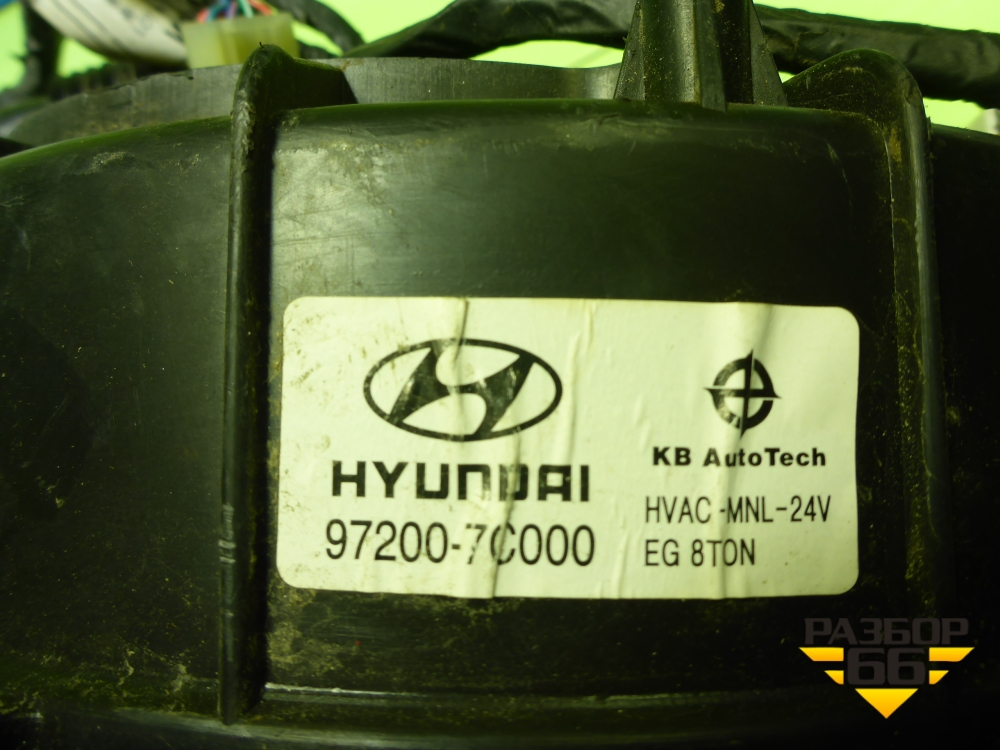 HYUNDAI
97200-7C000
KB AutoTech
HVAC-MNL-24V
EG 8TON
РАЗБОР
66